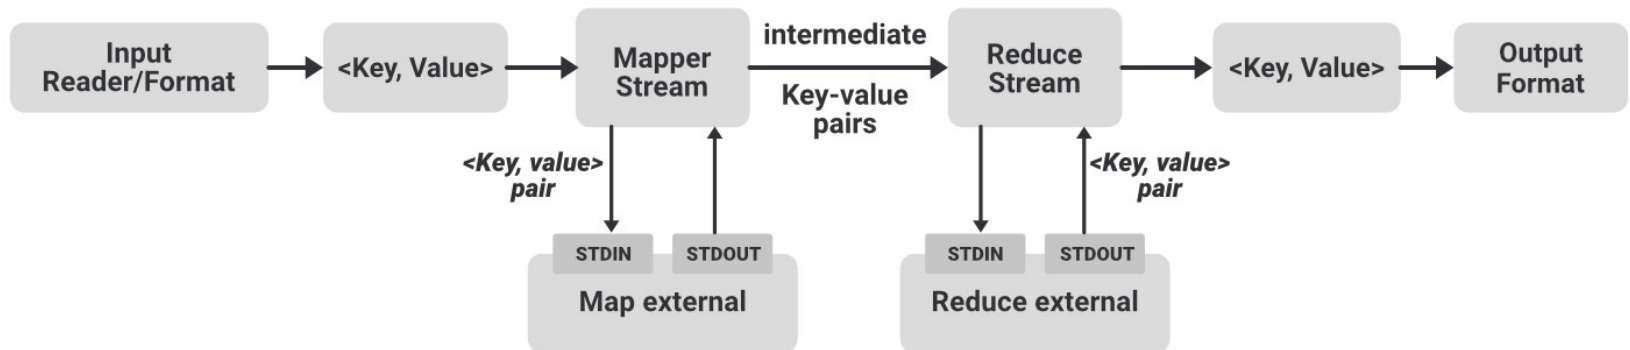 Input
Reader/Format
<Key, Value>
Mapper
Stream
intermediate
Key-value
pairs
Reduce
Stream
<Key, Value>
Output
Format
<Key, value>
pair
<Key, value>
pair
STDIN
STDOUT
Map external
STDIN
STDOUT
Reduce external